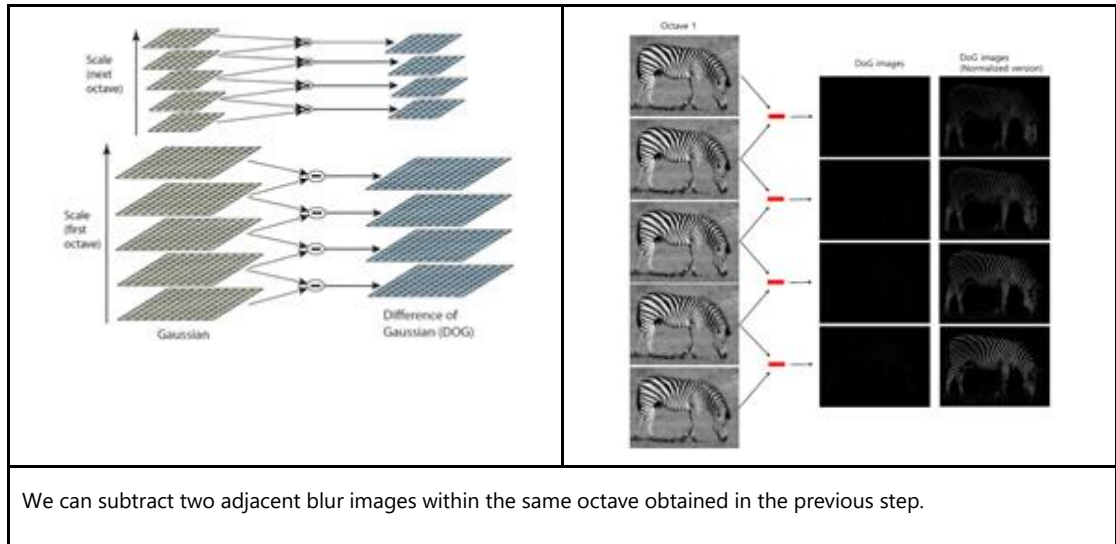 Scale
(next
octave)
Scale
(first
octave)
Gaussian
Difference of
Gaussian (DOG)
Octave 1
DoG images
DoG images
(Normalized version)
We can subtract two adjacent blur images within the same octave obtained in the previous step.